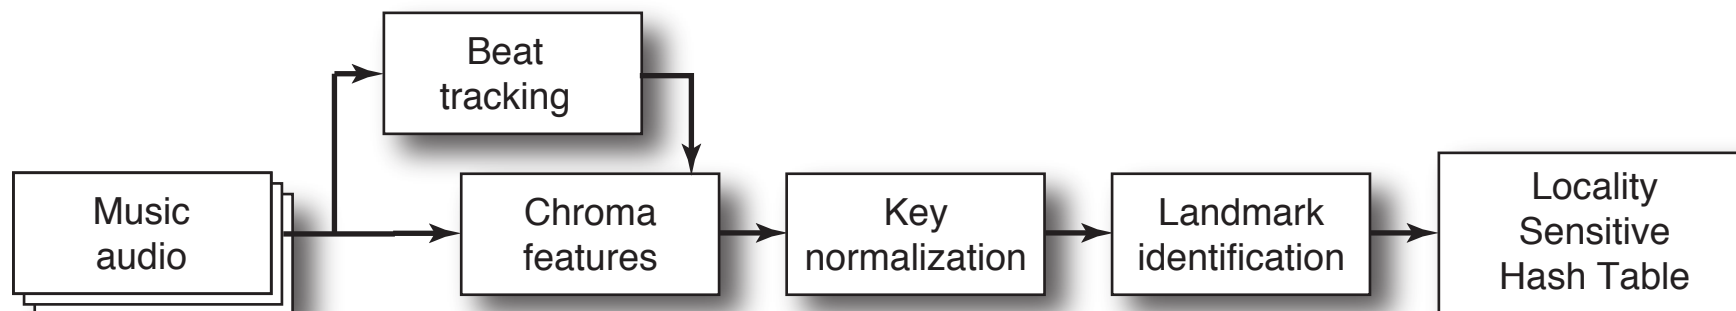 Beat
tracking
Music
audio
Chroma
features
Key
normalization
Landmark
identification
Locality
Sensitive
Hash Table